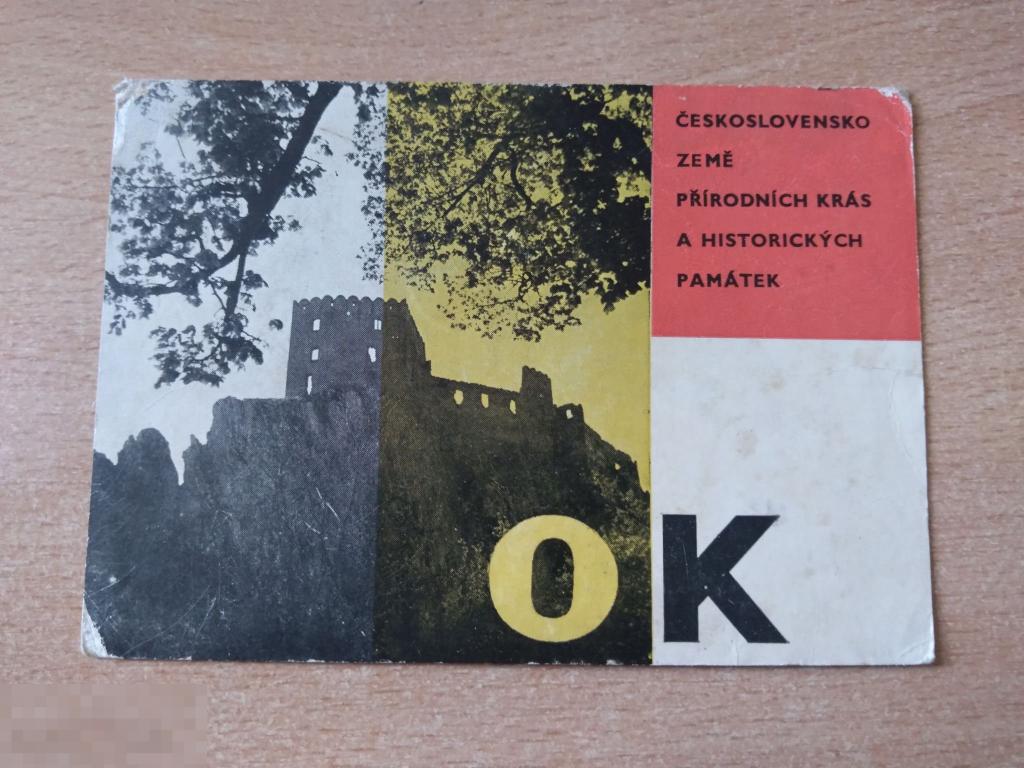 ČESKOSLOVENSKO
ZEMĚ
PŘÍRODNÍCH KRÁS
A HISTORICKÝCH
PAMÁTEK
OK